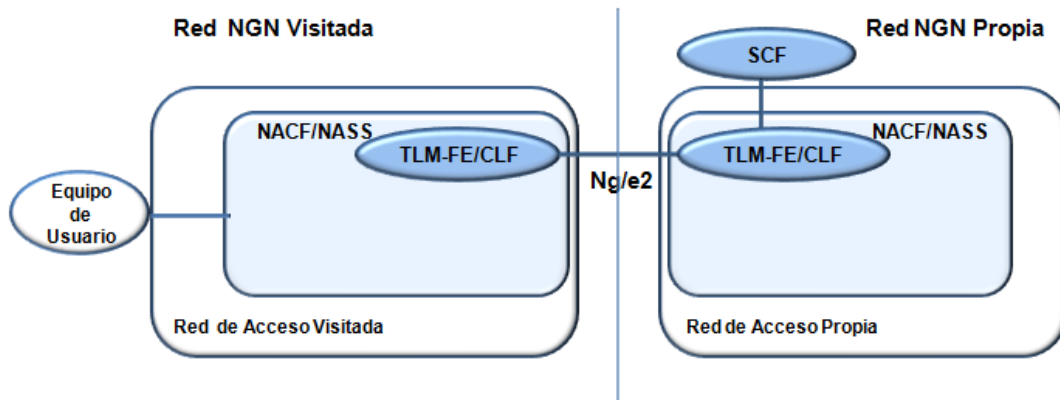 Red NGN Visitada
Red NGN Propia
SCF
NACF/NASS
TLM-FE/CLF
NACF/NASS
TLM-FE/CLF
Ng/e2
Equipo
de
Usuario
Red de Acceso Visitada
Red de Acceso Propia